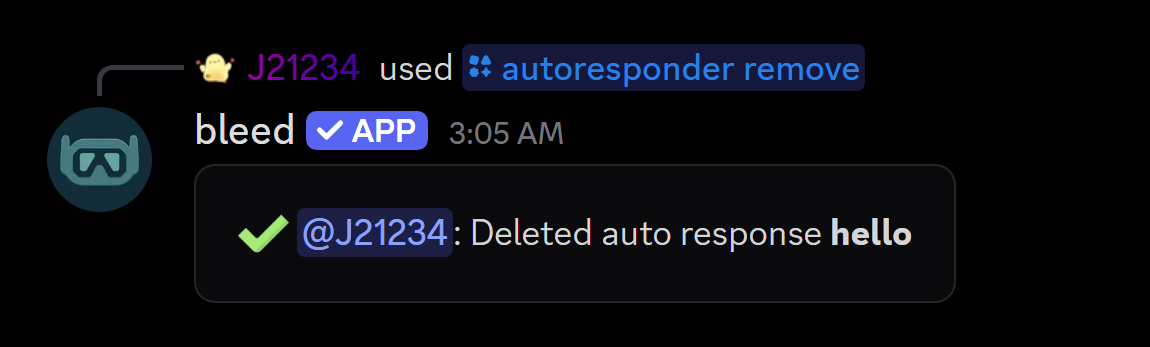 J21234 used autoresponder remove
bleed APP 3:05 AM
@J21234: Deleted auto response hello